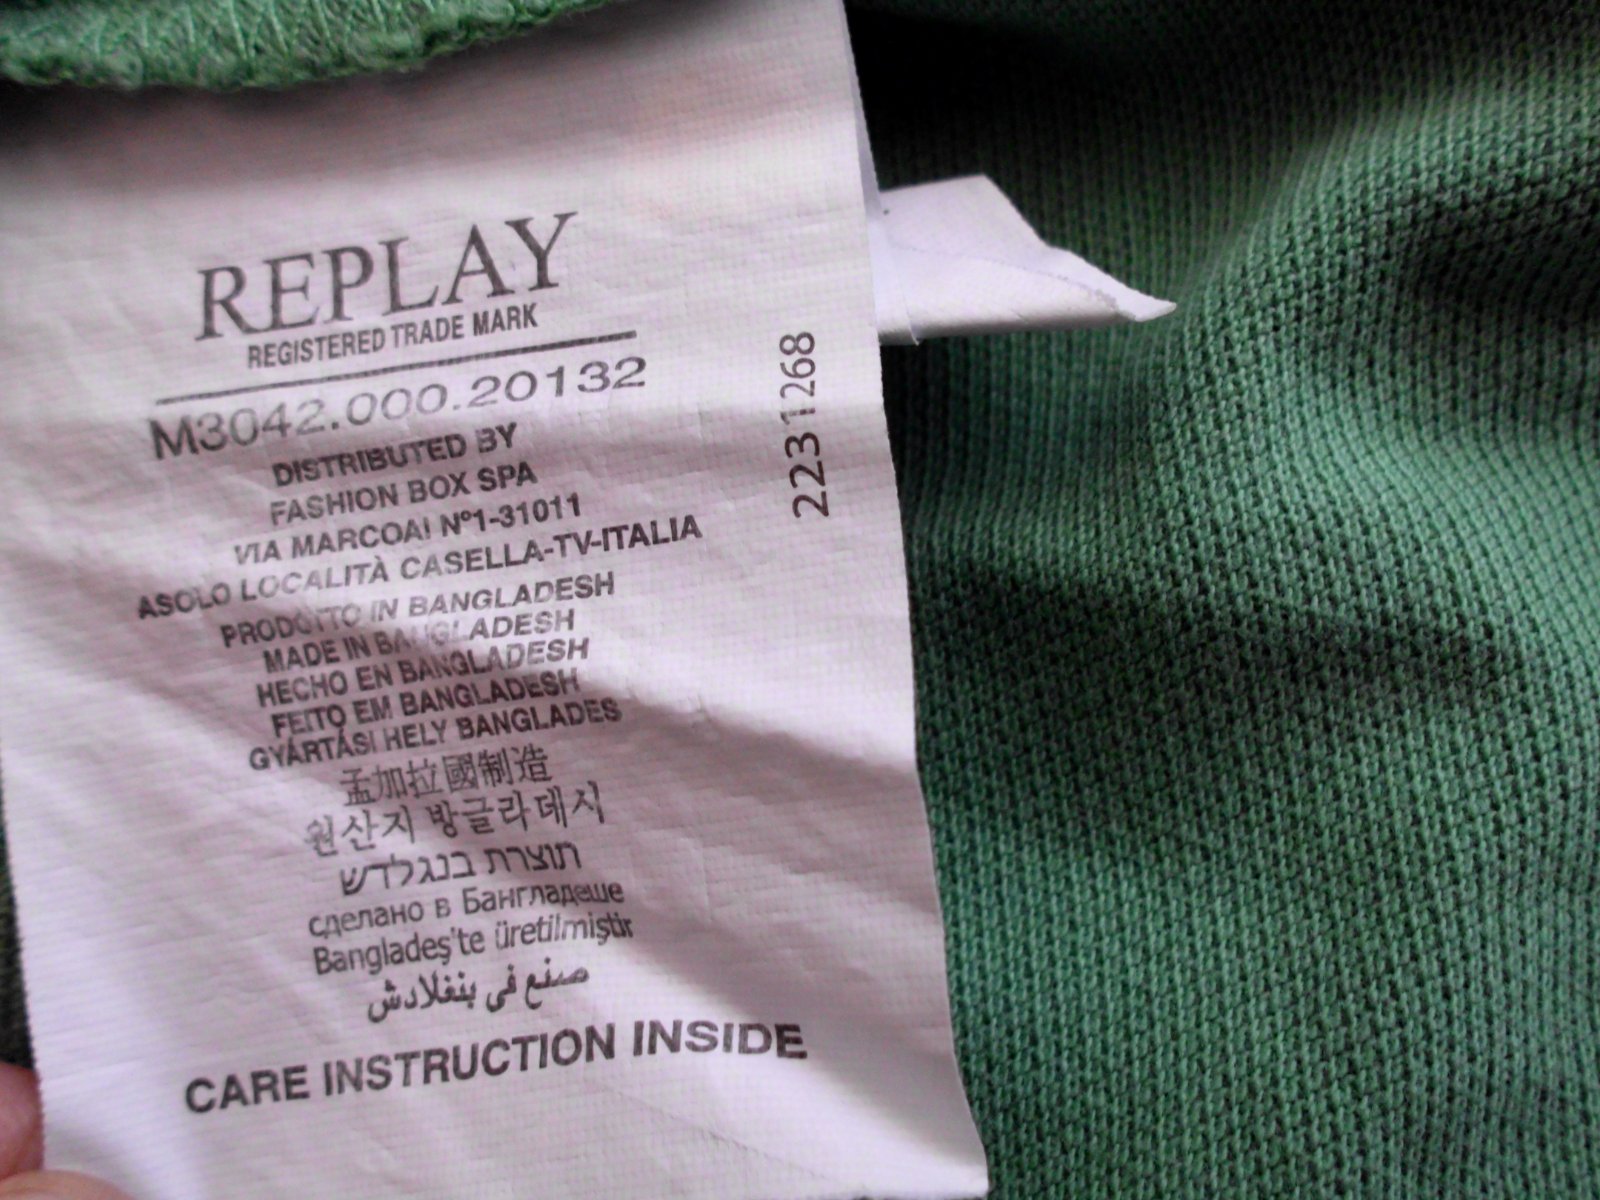 REPLAY
REGISTERED TRADE MARK
M3042.000.20132
DISTRIBUTED BY
FASHION BOX SPA
VIA MARCOAI Nº1-31011
ASOLO LOCALITÀ CASELLA-TV-ITALIA
PRODOTTO IN BANGLADESH
MADE IN BANGLADESH
HECHO EN BANGLADESH
FEITO EM BANGLADESH
GYÁRTÁSI HELY BANGLADES
孟加拉國制造
원산지 방글라데시
תוצרת בנגלדש
сделано в Бангладеше
Bangladeş'te üretilmiştir
صنع في بنغلادش
CARE INSTRUCTION INSIDE
2231268